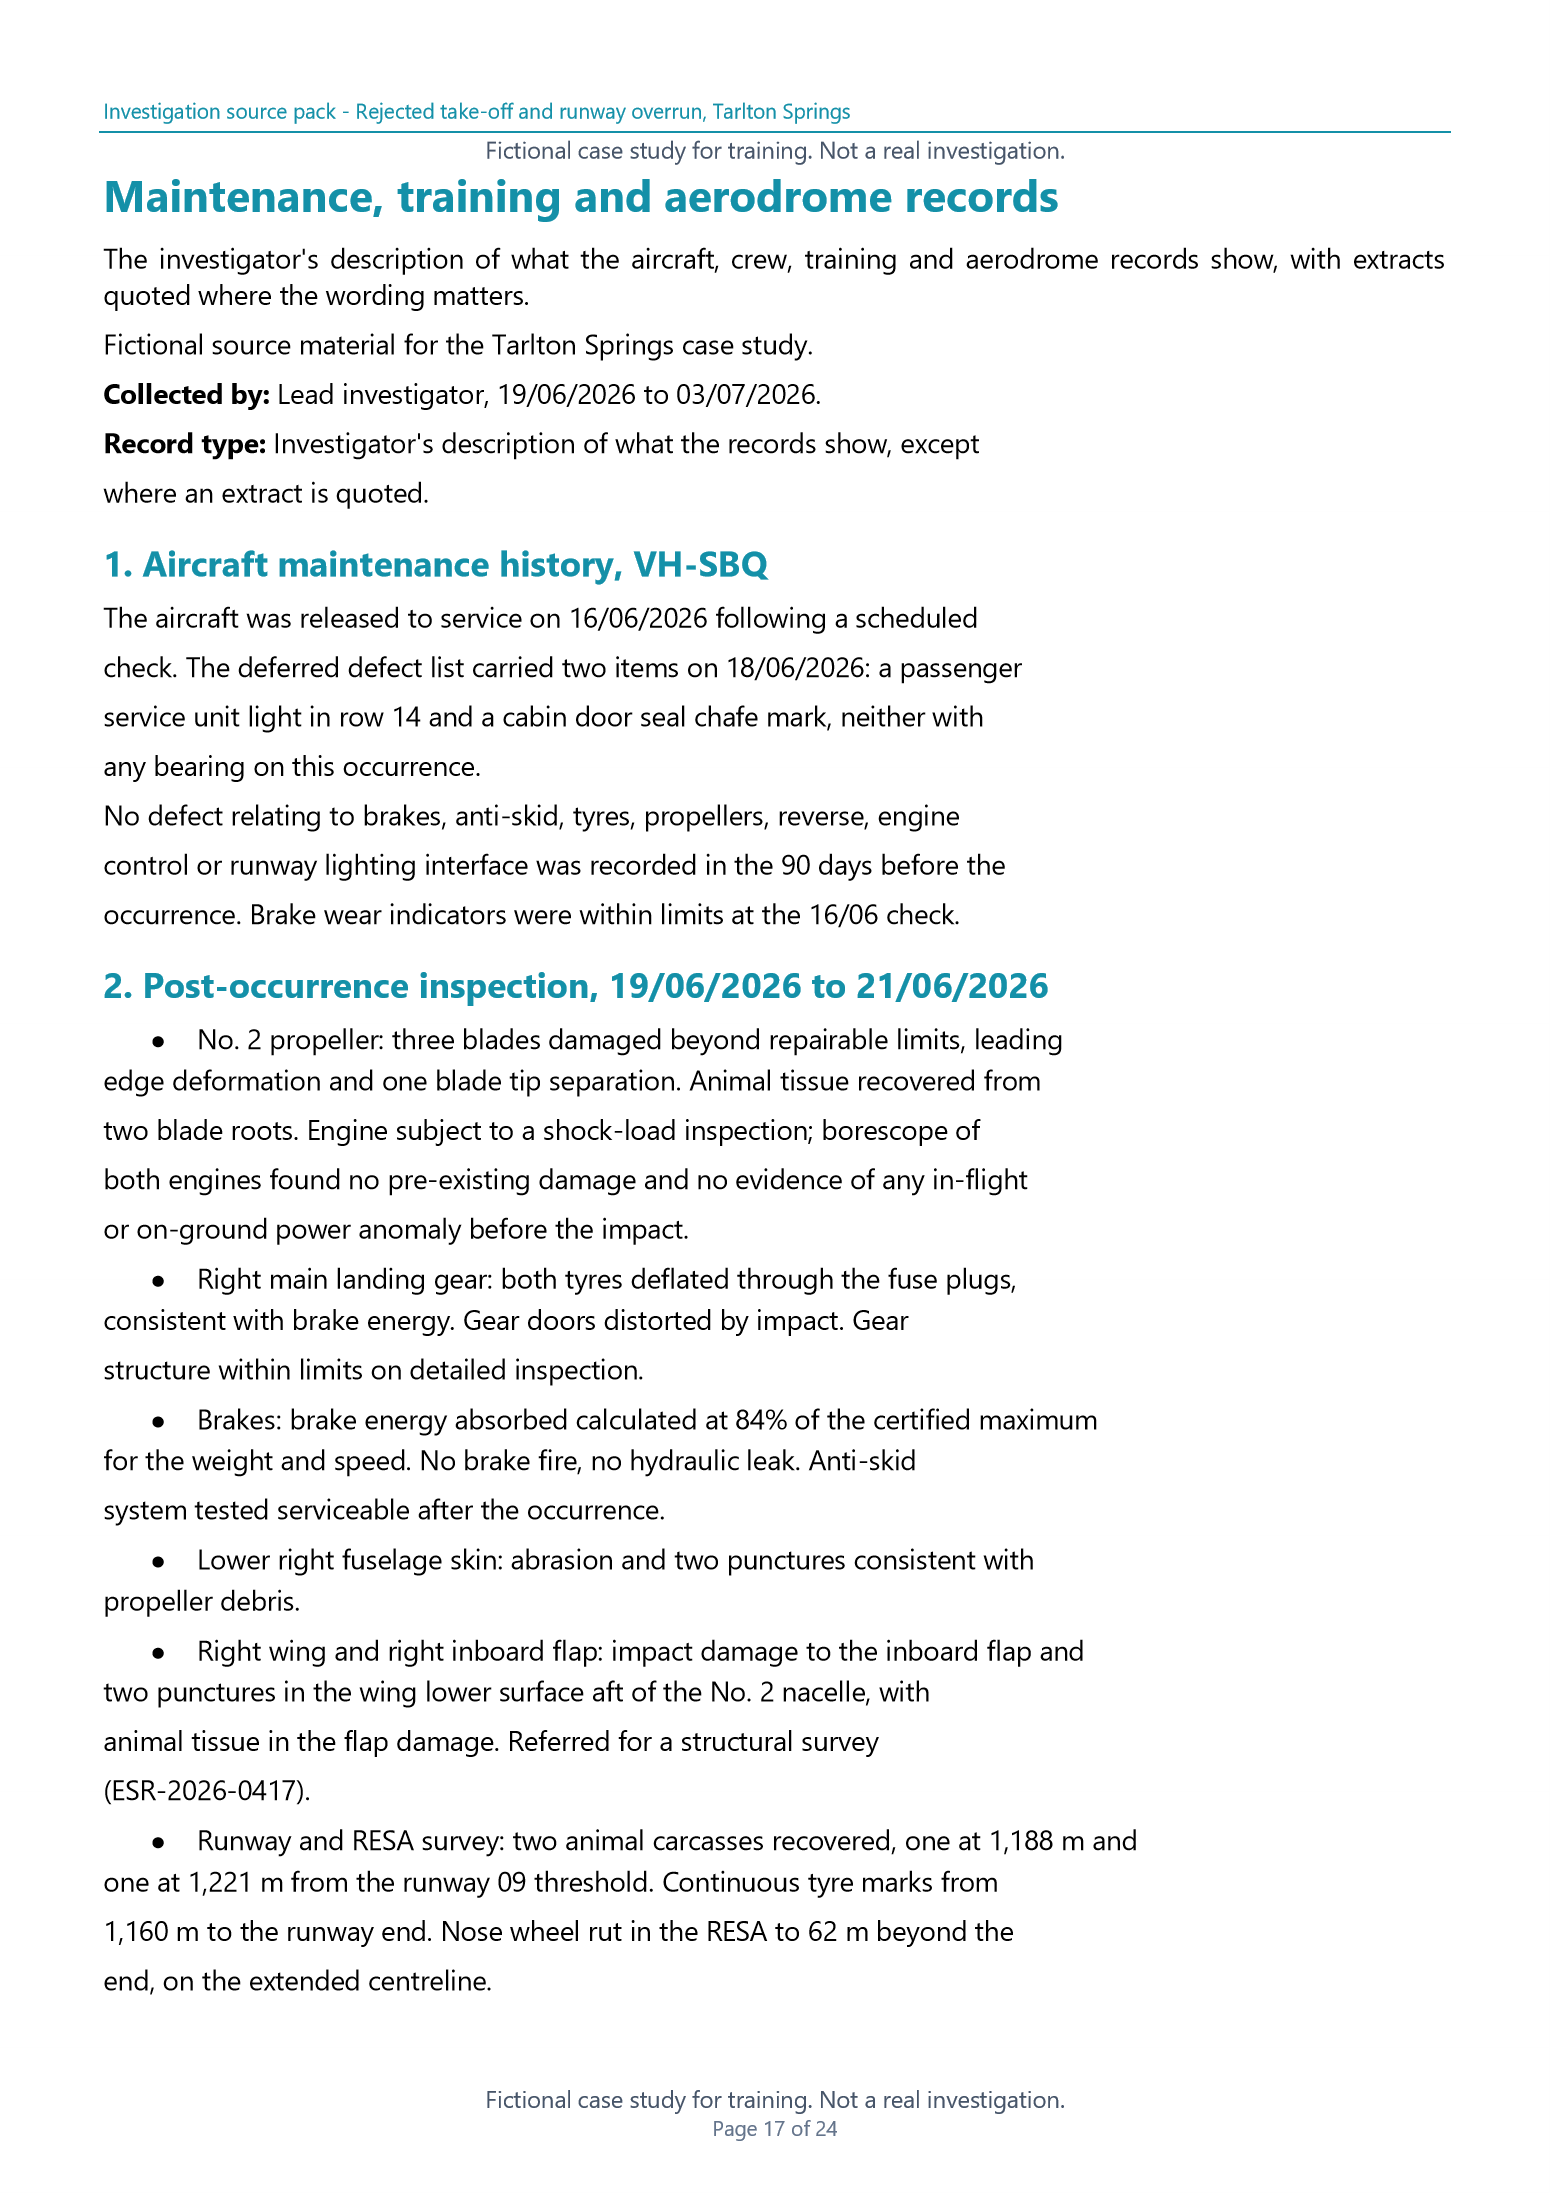 Investigation source pack - Rejected take-off and runway overrun, Tarlton Springs
Fictional case study for training. Not a real investigation.
Maintenance, training and aerodrome records
The investigator's description of what the aircraft, crew, training and aerodrome records show, with extracts
quoted where the wording matters.
Fictional source material for the Tarlton Springs case study.
Collected by: Lead investigator, 19/06/2026 to 03/07/2026.
Record type: Investigator's description of what the records show, except
where an extract is quoted.
1. Aircraft maintenance history, VH-SBQ
The aircraft was released to service on 16/06/2026 following a scheduled
check. The deferred defect list carried two items on 18/06/2026: a passenger
service unit light in row 14 and a cabin door seal chafe mark, neither with
any bearing on this occurrence.
No defect relating to brakes, anti-skid, tyres, propellers, reverse, engine
control or runway lighting interface was recorded in the 90 days before the
occurrence. Brake wear indicators were within limits at the 16/06 check.
2. Post-occurrence inspection, 19/06/2026 to 21/06/2026
● No. 2 propeller: three blades damaged beyond repairable limits, leading
edge deformation and one blade tip separation. Animal tissue recovered from
two blade roots. Engine subject to a shock-load inspection; borescope of
both engines found no pre-existing damage and no evidence of any in-flight
or on-ground power anomaly before the impact.
● Right main landing gear: both tyres deflated through the fuse plugs,
consistent with brake energy. Gear doors distorted by impact. Gear
structure within limits on detailed inspection.
● Brakes: brake energy absorbed calculated at 84% of the certified maximum
for the weight and speed. No brake fire, no hydraulic leak. Anti-skid
system tested serviceable after the occurrence.
● Lower right fuselage skin: abrasion and two punctures consistent with
propeller debris.
● Right wing and right inboard flap: impact damage to the inboard flap and
two punctures in the wing lower surface aft of the No. 2 nacelle, with
animal tissue in the flap damage. Referred for a structural survey
(ESR-2026-0417).
● Runway and RESA survey: two animal carcasses recovered, one at 1,188 m and
one at 1,221 m from the runway 09 threshold. Continuous tyre marks from
1,160 m to the runway end. Nose wheel rut in the RESA to 62 m beyond the
end, on the extended centreline.
Fictional case study for training. Not a real investigation.
Page 17 of 24